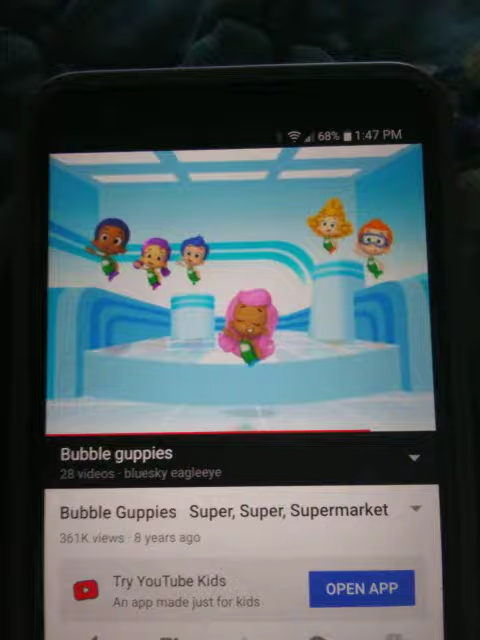 68% 1:47 PM
Bubble guppies
28 videos · bluesky eagleeye
Bubble Guppies Super, Super, Supermarket
361K views · 8 years ago
Try YouTube Kids
An app made just for kids
OPEN APP